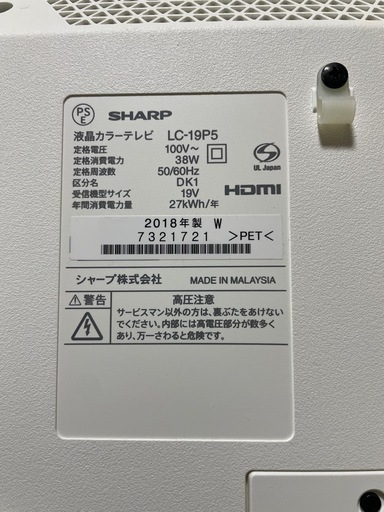 PSE
SHARP
液晶カラーテレビ LC-19P5
定格電圧 100V～
定格消費電力 38W
定格周波数 50/60Hz
区分名 DK1
受信機型サイズ 19V
年間消費電力量 27kWh/年
UL Japan
HDMI
2018年製 W
7321721 >PET<
シャープ株式会社 MADE IN MALAYSIA
警告 高圧注意
サービスマン以外の方は、裏ぶたをあけない
でください。内部には高電圧部分が数多く
あり、万一さわると危険です。